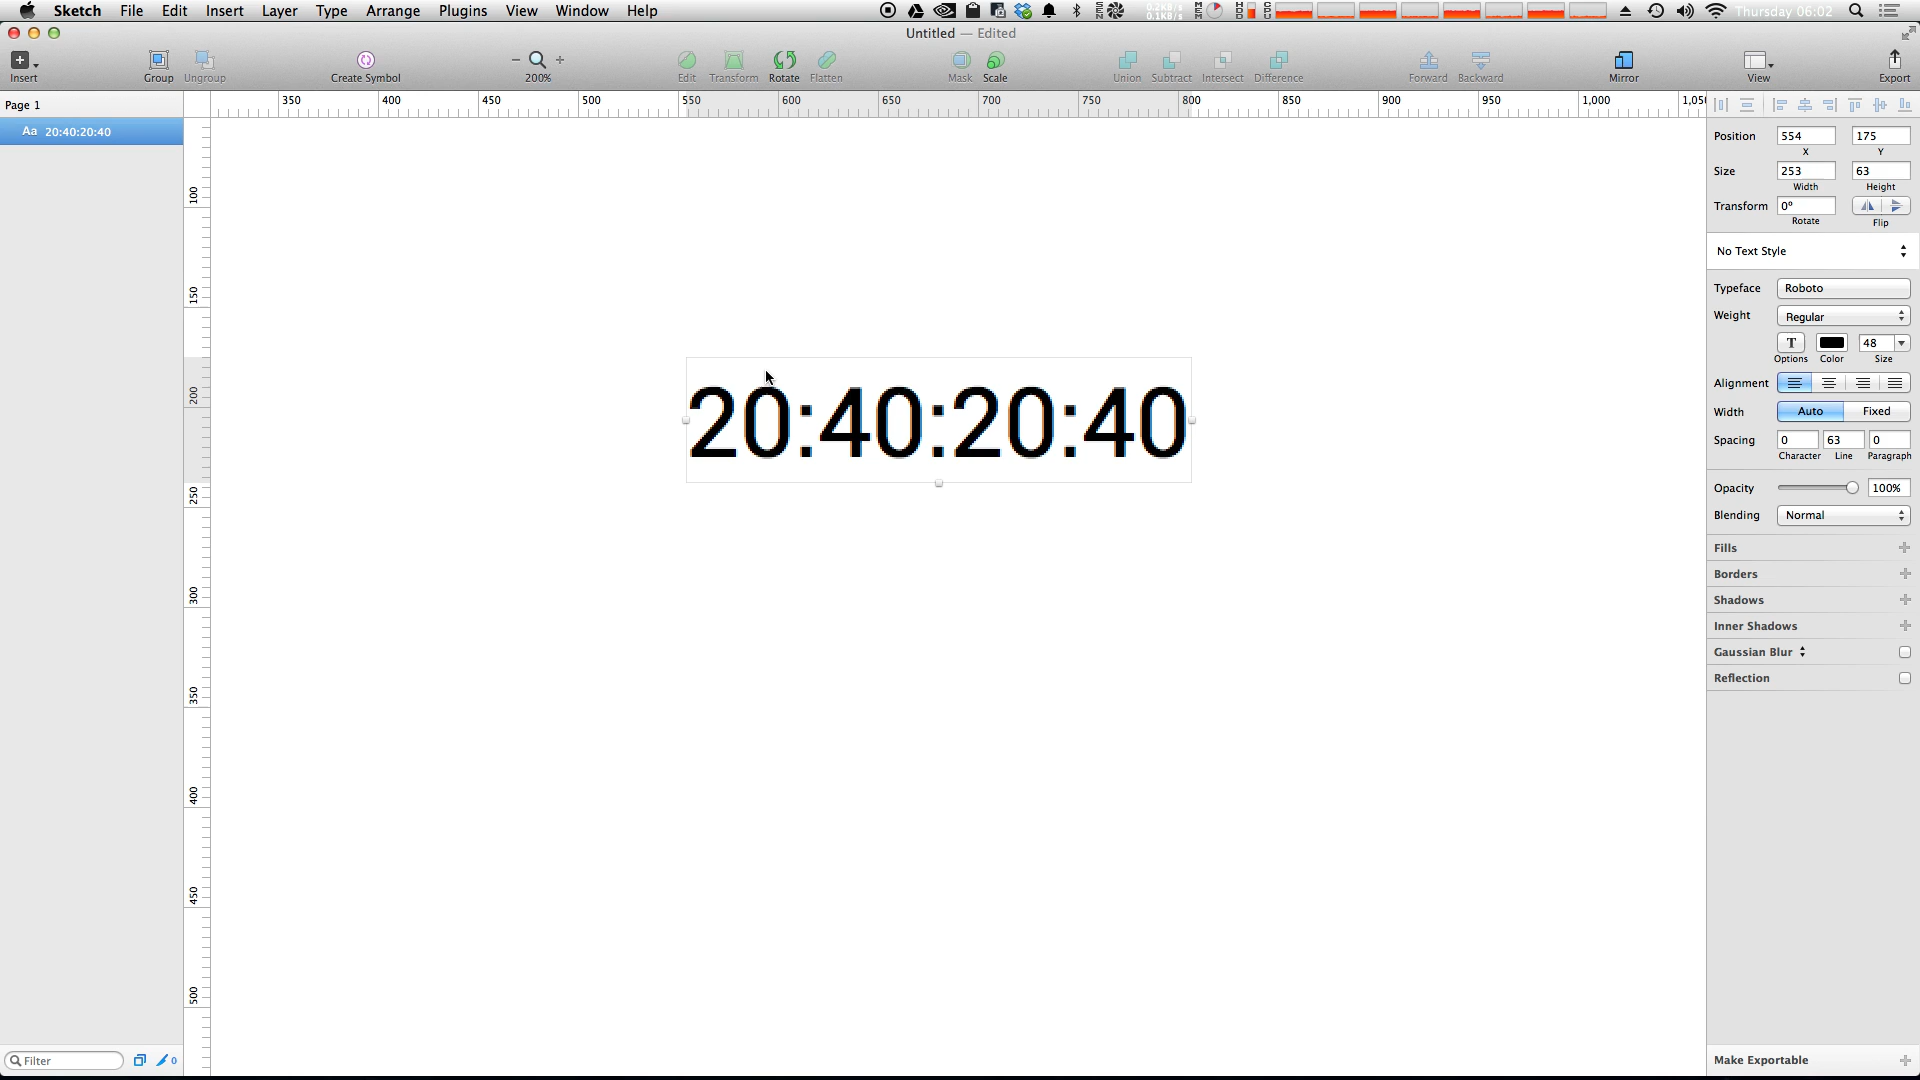 Sketch File Edit Insert Layer Type Arrange Plugins View Window Help
Thursday 06:02
Untitled — Edited
Insert Group Ungroup Create Symbol 200% Edit Transform Rotate Flatten Mask Scale Union Subtract Intersect Difference Forward Backward Mirror View Export
Page 1
350 400 450 500 550 600 650 700 750 800 850 900 950 1,000 1,05
Aa 20:40:20:40
100
150
200
250
300
350
400
450
500
20:40:20:40
Position 554 175
X Y
Size 253 63
Width Height
Transform 0º
Rotate Flip
No Text Style
Typeface Roboto
Weight Regular
T 48
Options Color Size
Alignment
Width Auto Fixed
Spacing 0 63 0
Character Line Paragraph
Opacity 100%
Blending Normal
Fills
Borders
Shadows
Inner Shadows
Gaussian Blur
Reflection
Filter 0
Make Exportable